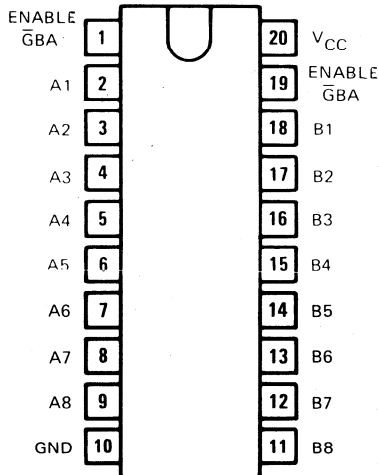 ENABLE
G̅BA 1 20 VCC
A1 2 19 ENABLE
G̅BA
A2 3 18 B1
A3 4 17 B2
A4 5 16 B3
A5 6 15 B4
A6 7 14 B5
A7 8 13 B6
A8 9 12 B7
GND 10 11 B8